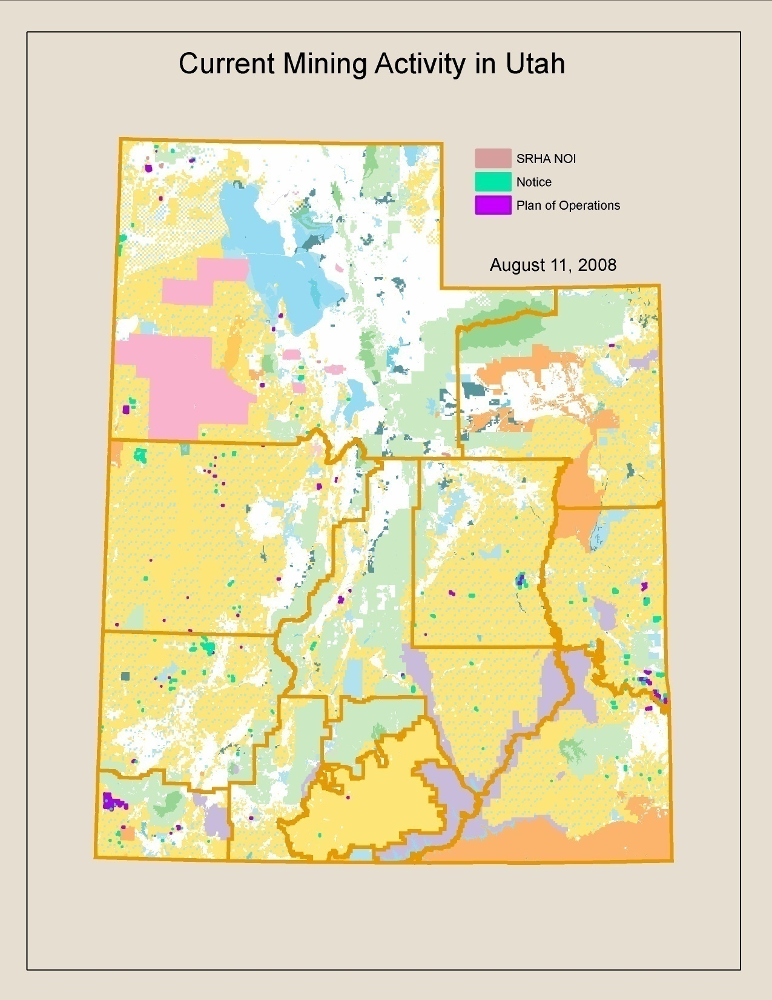 Current Mining Activity in Utah
SRHA NOI
Notice
Plan of Operations
August 11, 2008